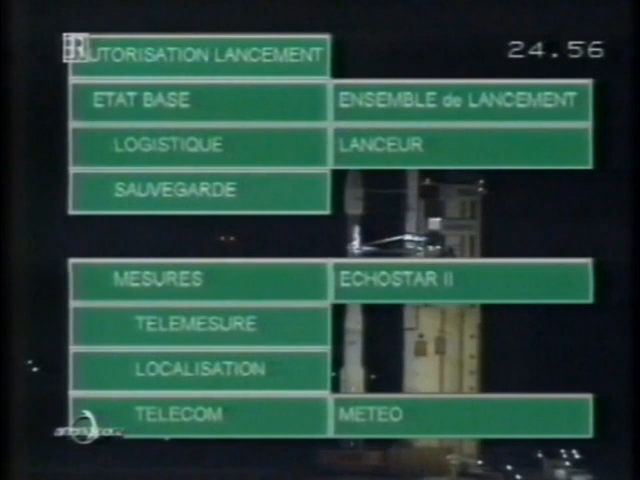 BR
24.56
AUTORISATION LANCEMENT
ETAT BASE
ENSEMBLE de LANCEMENT
LOGISTIQUE
LANCEUR
SAUVEGARDE
MESURES
ECHOSTAR II
TELEMESURE
LOCALISATION
TELECOM
METEO